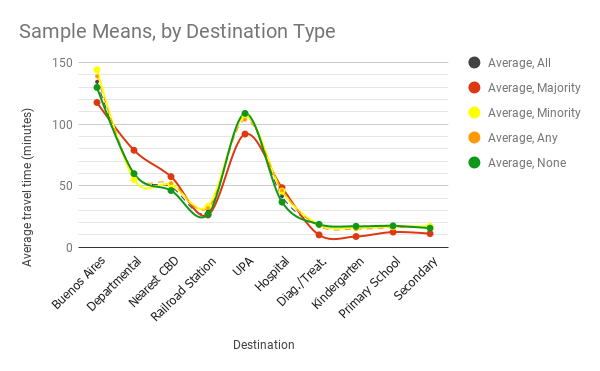 Sample Means, by Destination Type
150
100
50
0
Average travel time (minutes)
Buenos Aires
Departmental
Nearest CBD
Railroad Station
UPA
Hospital
Diag./Treat.
Kindergarten
Primary School
Secondary
Destination
Average, All
Average, Majority
Average, Minority
Average, Any
Average, None